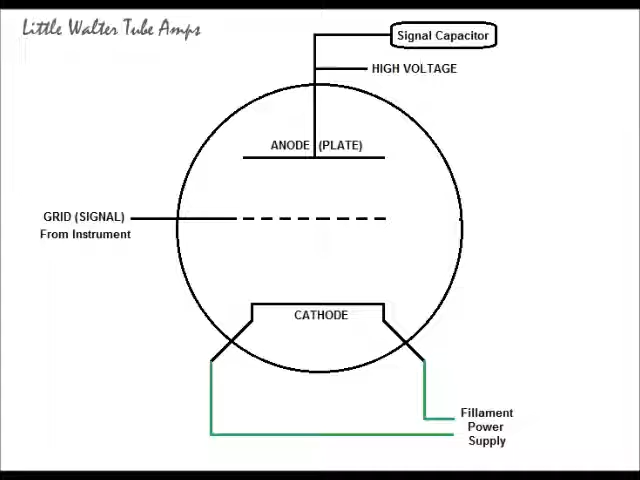 Little Walter Tube Amps
Signal Capacitor
HIGH VOLTAGE
ANODE (PLATE)
GRID (SIGNAL)
From Instrument
CATHODE
Fillament
Power
Supply